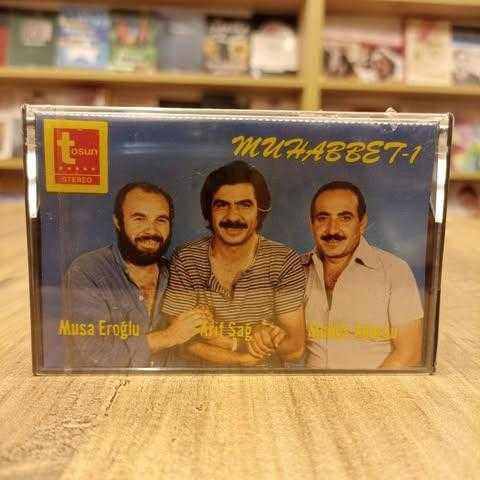 tosun
STEREO
MUHABBET-1
Musa Eroğlu
Arif Sağ